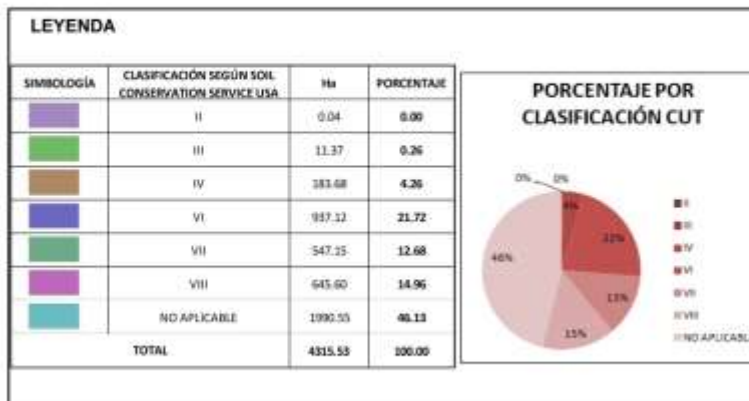 LEYENDA
SIMBOLOGÍA CLASIFICACIÓN SEGÚN SOIL CONSERVATION SERVICE USA Ha PORCENTAJE
II 0.04 0.00
III 11.37 0.26
IV 183.68 4.26
VI 937.12 21.72
VII 547.15 12.68
VIII 645.60 14.96
NO APLICABLE 1990.55 46.13
TOTAL 4315.53 100.00
PORCENTAJE POR
CLASIFICACIÓN CUT
0% 0%
4%
22%
46%
13%
15%
II
III
IV
VI
VII
VIII
NO APLICABLE